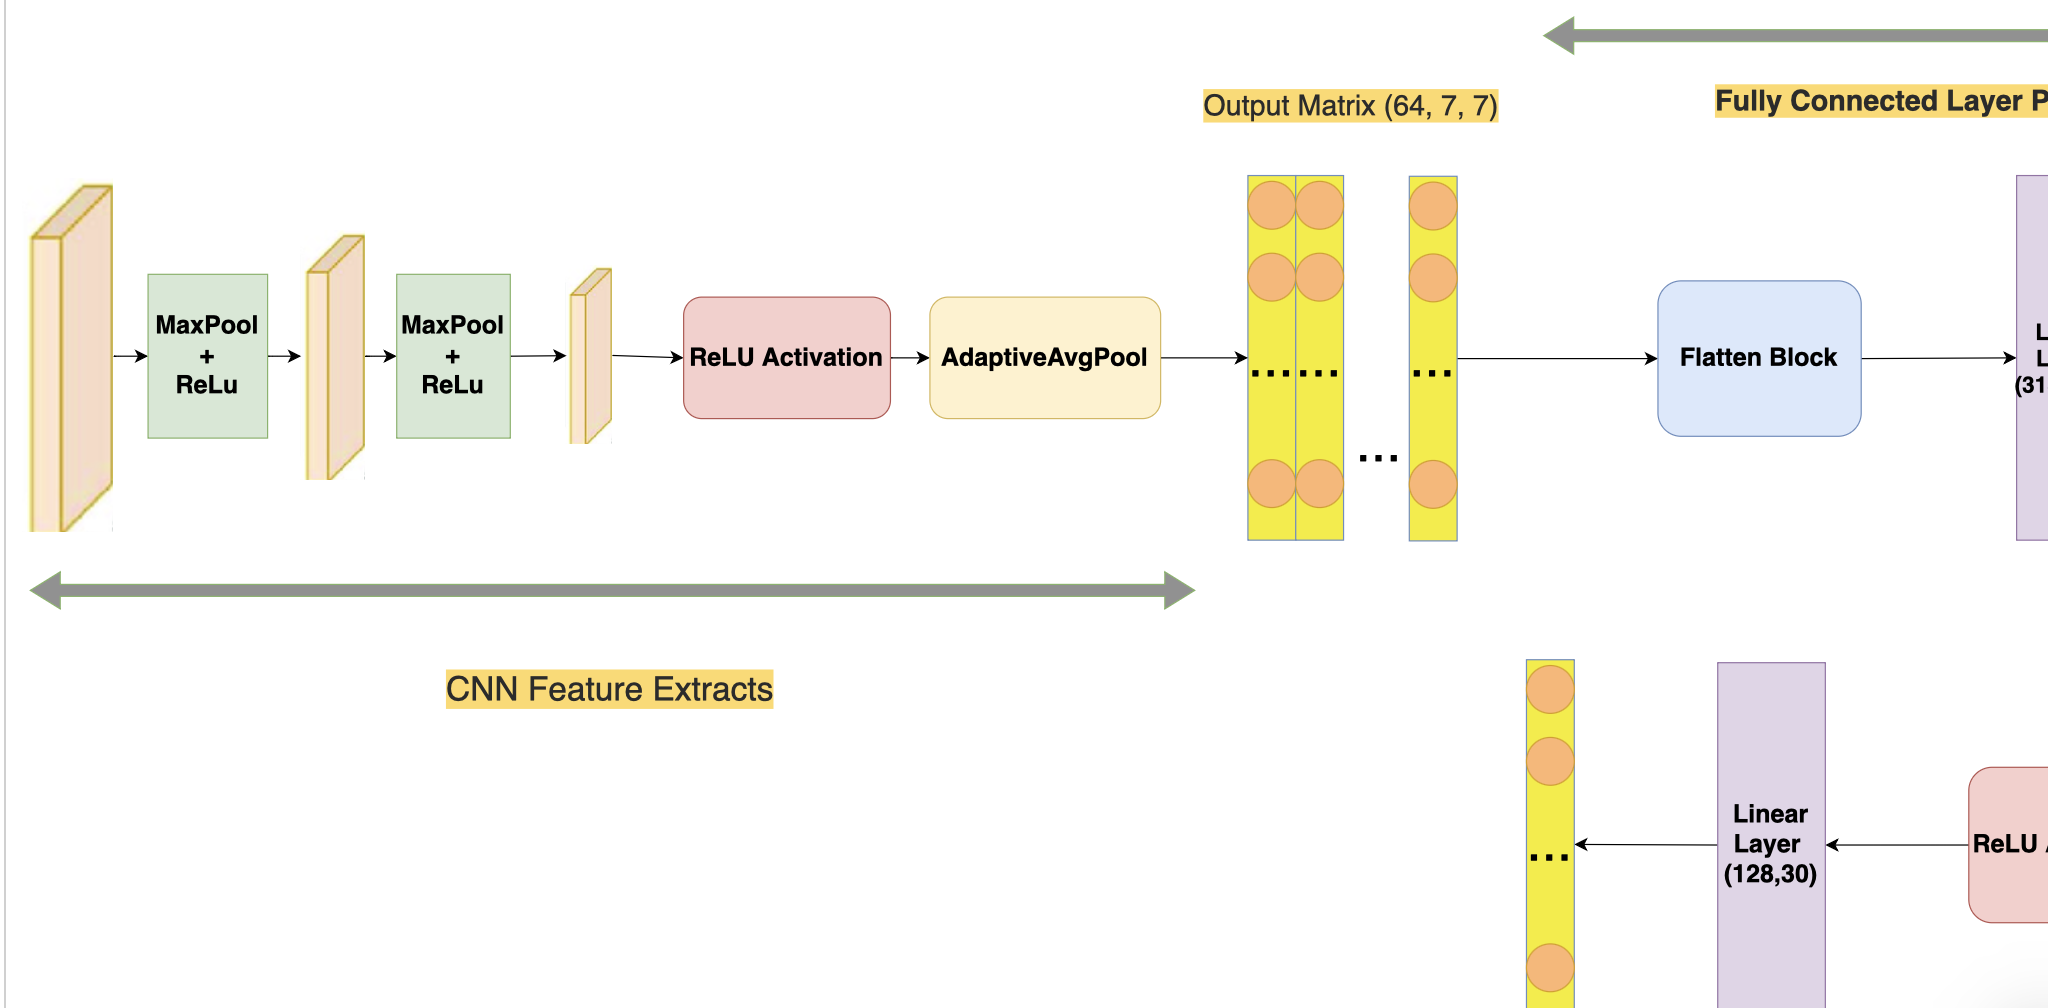 Output Matrix (64, 7, 7)
Fully Connected Layer
MaxPool
+
ReLu
MaxPool
+
ReLu
ReLU Activation
AdaptiveAvgPool
......
...
...
Flatten Block
(31
CNN Feature Extracts
...
Linear
Layer
(128,30)
ReLU